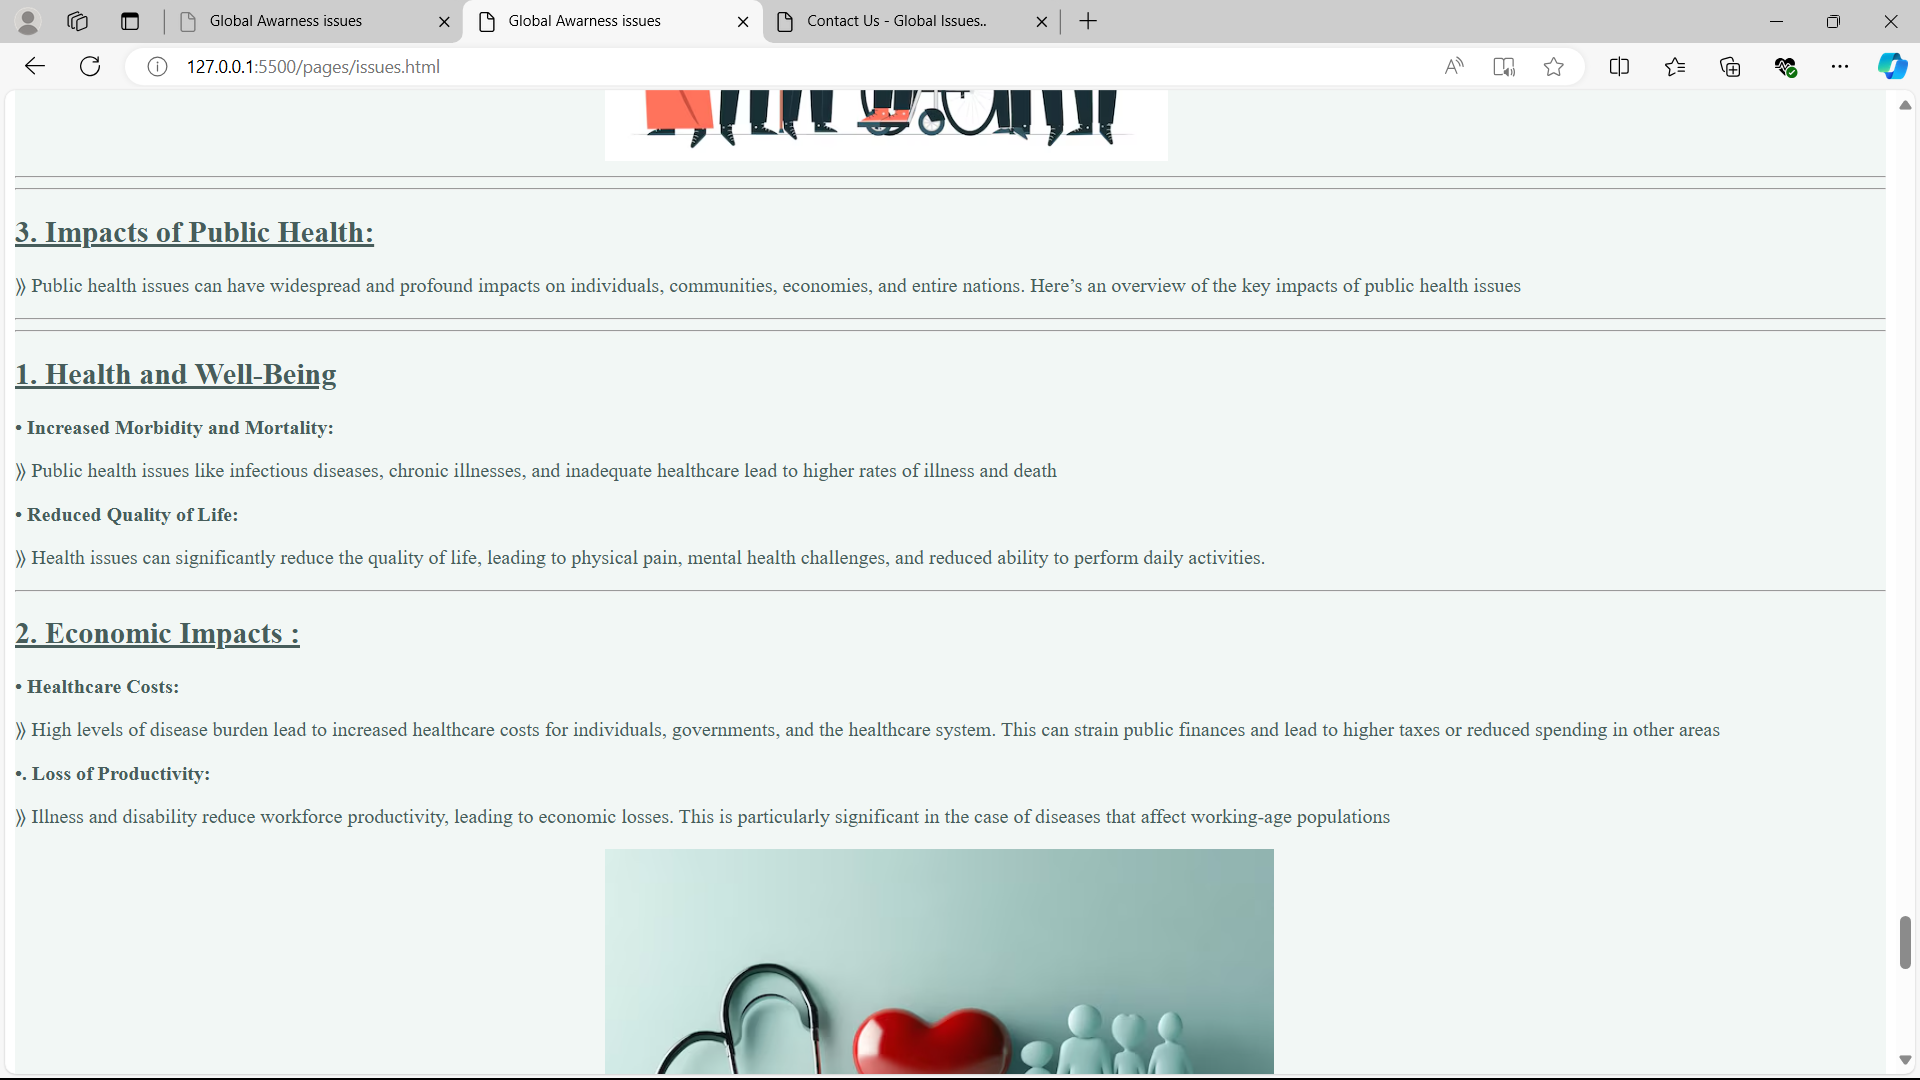 Global Awarness issues
Global Awarness issues
Contact Us - Global Issues..
127.0.0.1:5500/pages/issues.html
3. Impacts of Public Health:
⟫ Public health issues can have widespread and profound impacts on individuals, communities, economies, and entire nations. Here’s an overview of the key impacts of public health issues
1. Health and Well-Being
• Increased Morbidity and Mortality:
⟫ Public health issues like infectious diseases, chronic illnesses, and inadequate healthcare lead to higher rates of illness and death
• Reduced Quality of Life:
⟫ Health issues can significantly reduce the quality of life, leading to physical pain, mental health challenges, and reduced ability to perform daily activities.
2. Economic Impacts :
• Healthcare Costs:
⟫ High levels of disease burden lead to increased healthcare costs for individuals, governments, and the healthcare system. This can strain public finances and lead to higher taxes or reduced spending in other areas
•. Loss of Productivity:
⟫ Illness and disability reduce workforce productivity, leading to economic losses. This is particularly significant in the case of diseases that affect working-age populations